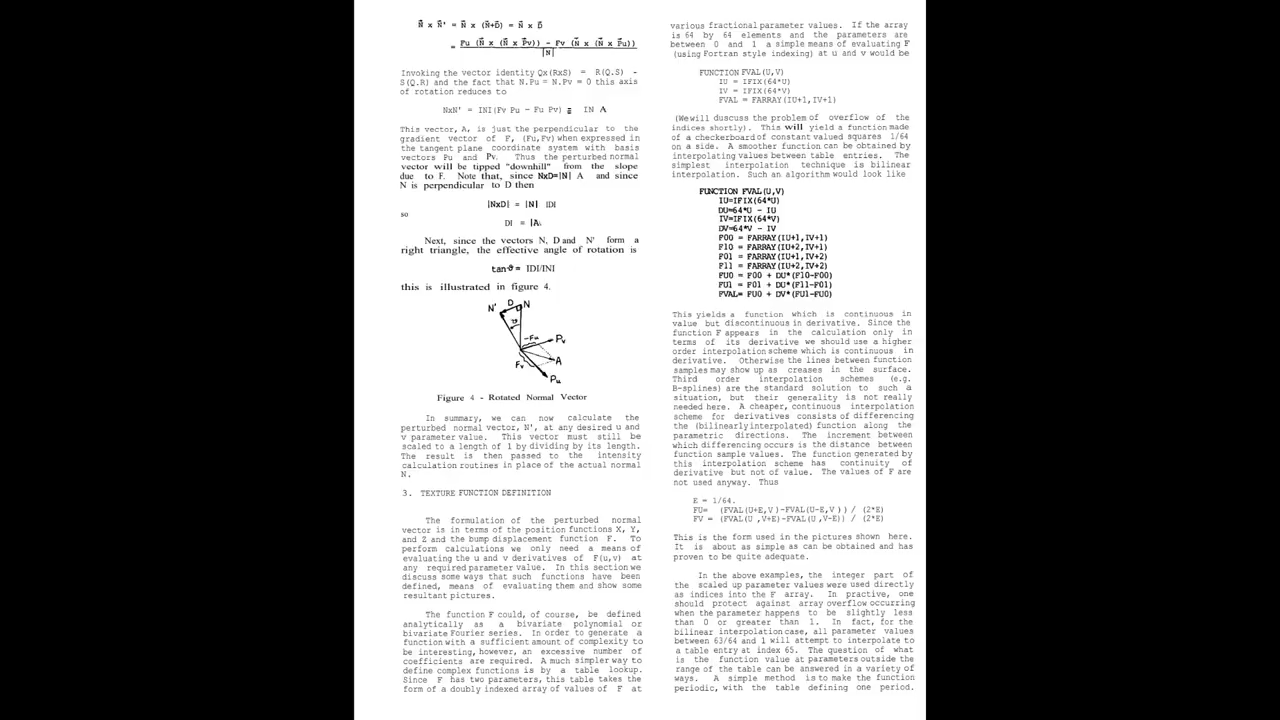 N⃗ x N⃗' = N⃗ x (N⃗+D⃗) = N⃗ x D⃗
= Fu (N⃗ x (N⃗ x P⃗v)) - Fv (N⃗ x (N⃗ x P⃗u))
|N|
Invoking the vector identity Qx(RxS) = R(Q.S) -
S(Q.R) and the fact that N.Pu = N.Pv = 0 this axis
of rotation reduces to
NxN' = INI(Fv Pu - Fu Pv) ≡ IN A
This vector, A, is just the perpendicular to the
gradient vector of F, (Fu,Fv) when expressed in
the tangent plane coordinate system with basis
vectors Pu and Pv. Thus the perturbed normal
vector will be tipped "downhill" from the slope
due to F. Note that, since NxD=|N| A and since
N is perpendicular to D then
|NxD| = |N| IDI
so
DI = |A
Next, since the vectors N, D and N' form a
right triangle, the effective angle of rotation is
tanϑ= IDI/INI
this is illustrated in figure 4.
N' D N
ϑ
-Fu Pv
Fv A
Pu
Figure 4 - Rotated Normal Vector
In summary, we can now calculate the
perturbed normal vector, N', at any desired u and
v parameter value. This vector must still be
scaled to a length of 1 by dividing by its length.
The result is then passed to the intensity
calculation routines in place of the actual normal
N.
3. TEXTURE FUNCTION DEFINITION
The formulation of the perturbed normal
vector is in terms of the position functions X, Y,
and Z and the bump displacement function F. To
perform calculations we only need a means of
evaluating the u and v derivatives of F(u,v) at
any required parameter value. In this section we
discuss some ways that such functions have been
defined, means of evaluating them and show some
resultant pictures.
The function F could, of course, be defined
analytically as a bivariate polynomial or
bivariate Fourier series. In order to generate a
function with a sufficient amount of complexity to
be interesting, however, an excessive number of
coefficients are required. A much simpler way to
define complex functions is by a table lookup.
Since F has two parameters, this table takes the
form of a doubly indexed array of values of F at
various fractional parameter values. If the array
is 64 by 64 elements and the parameters are
between 0 and 1 a simple means of evaluating F
(using Fortran style indexing) at u and v would be
FUNCTION FVAL(U,V)
IU = IFIX(64*U)
IV = IFIX(64*V)
FVAL = FARRAY(IU+1,IV+1)
(We will duscuss the problem of overflow of the
indices shortly). This will yield a function made
of a checkerboard of constant valued squares 1/64
on a side. A smoother function can be obtained by
interpolating values between table entries. The
simplest interpolation technique is bilinear
interpolation. Such an algorithm would look like
FUNCTION FVAL(U,V)
IU=IFIX(64*U)
DU=64*U - IU
IV=IFIX(64*V)
DV=64*V - IV
F00 = FARRAY(IU+1,IV+1)
F10 = FARRAY(IU+2,IV+1)
F01 = FARRAY(IU+1,IV+2)
F11 = FARRAY(IU+2,IV+2)
FU0 = F00 + DU*(F10-F00)
FU1 = F01 + DU*(F11-F01)
FVAL= FU0 + DV*(FU1-FU0)
This yields a function which is continuous in
value but discontinuous in derivative. Since the
function F appears in the calculation only in
terms of its derivative we should use a higher
order interpolation scheme which is continuous in
derivative. Otherwise the lines between function
samples may show up as creases in the surface.
Third order interpolation schemes (e.g.
B-splines) are the standard solution to such a
situation, but their generality is not really
needed here. A cheaper, continuous interpolation
scheme for derivatives consists of differencing
the (bilinearly interpolated) function along the
parametric directions. The increment between
which differencing occurs is the distance between
function sample values. The function generated by
this interpolation scheme has continuity of
derivative but not of value. The values of F are
not used anyway. Thus
E = 1/64.
FU= (FVAL(U+E,V)-FVAL(U-E,V)) / (2*E)
FV = (FVAL(U ,V+E)-FVAL(U ,V-E)) / (2*E)
This is the form used in the pictures shown here.
It is about as simple as can be obtained and has
proven to be quite adequate.
In the above examples, the integer part of
the scaled up parameter values were used directly
as indices into the F array. In practive, one
should protect against array overflow occurring
when the parameter happens to be slightly less
than 0 or greater than 1. In fact, for the
bilinear interpolation case, all parameter values
between 63/64 and 1 will attempt to interpolate to
a table entry at index 65. The question of what
is the function value at parameters outside the
range of the table can be answered in a variety of
ways. A simple method is to make the function
periodic, with the table defining one period.